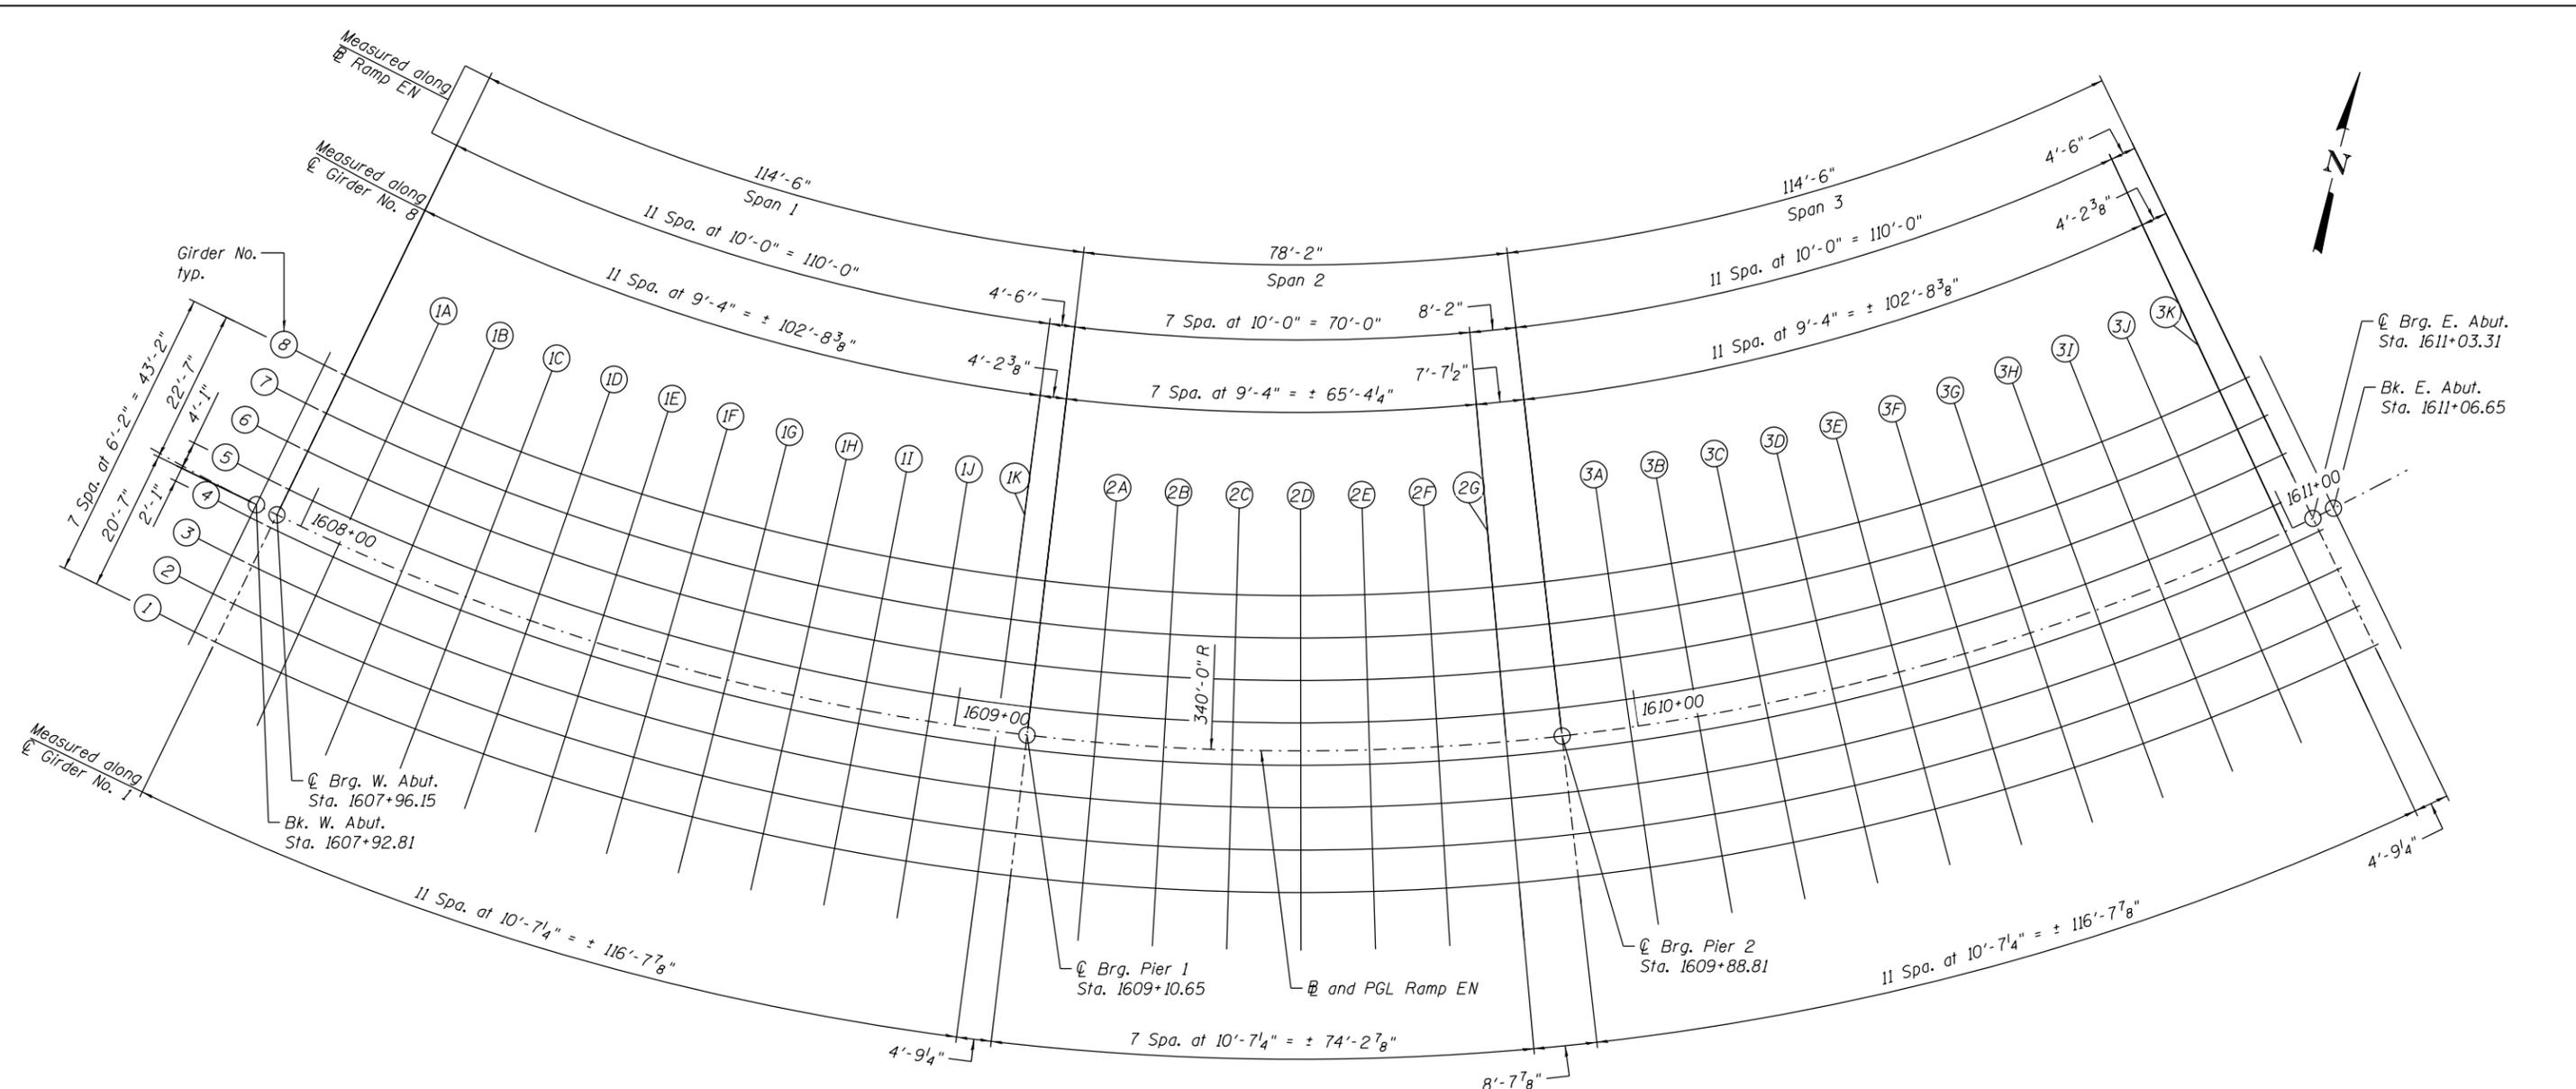 Measured along
℄ Ramp EN
Measured along
℄ Girder No. 8
114'-6"
Span 1
11 Spa. at 10'-0" = 110'-0"
11 Spa. at 9'-4" = ± 102'-8⅜"
4'-6''
4'-2⅜"
78'-2"
Span 2
7 Spa. at 10'-0" = 70'-0"
8'-2"
7 Spa. at 9'-4" = ± 65'-4¼"
7'-7½"
114'-6"
Span 3
11 Spa. at 10'-0" = 110'-0"
11 Spa. at 9'-4" = ± 102'-8⅜"
4'-6"
4'-2⅜"
N
Girder No.
typ.
7 Spa. at 6'-2" = 43'-2"
22'-7"
4'-1"
20'-7"
2'-1"
8
7
6
5
4
3
2
1
1A
1B
1C
1D
1E
1F
1G
1H
1I
1J
1K
2A
2B
2C
2D
2E
2F
2G
3A
3B
3C
3D
3E
3F
3G
3H
3I
3J
3K
℄ Brg. E. Abut.
Sta. 1611+03.31
Bk. E. Abut.
Sta. 1611+06.65
1608+00
1609+00
340'-0" R
1610+00
1611+00
Measured along
℄ Girder No. 1
℄ Brg. W. Abut.
Sta. 1607+96.15
Bk. W. Abut.
Sta. 1607+92.81
11 Spa. at 10'-7¼" = ± 116'-7⅞"
4'-9¼"
℄ Brg. Pier 1
Sta. 1609+10.65
℄ and PGL Ramp EN
℄ Brg. Pier 2
Sta. 1609+88.81
7 Spa. at 10'-7¼" = ± 74'-2⅞"
8'-7⅞"
11 Spa. at 10'-7¼" = ± 116'-7⅞"
4'-9¼"